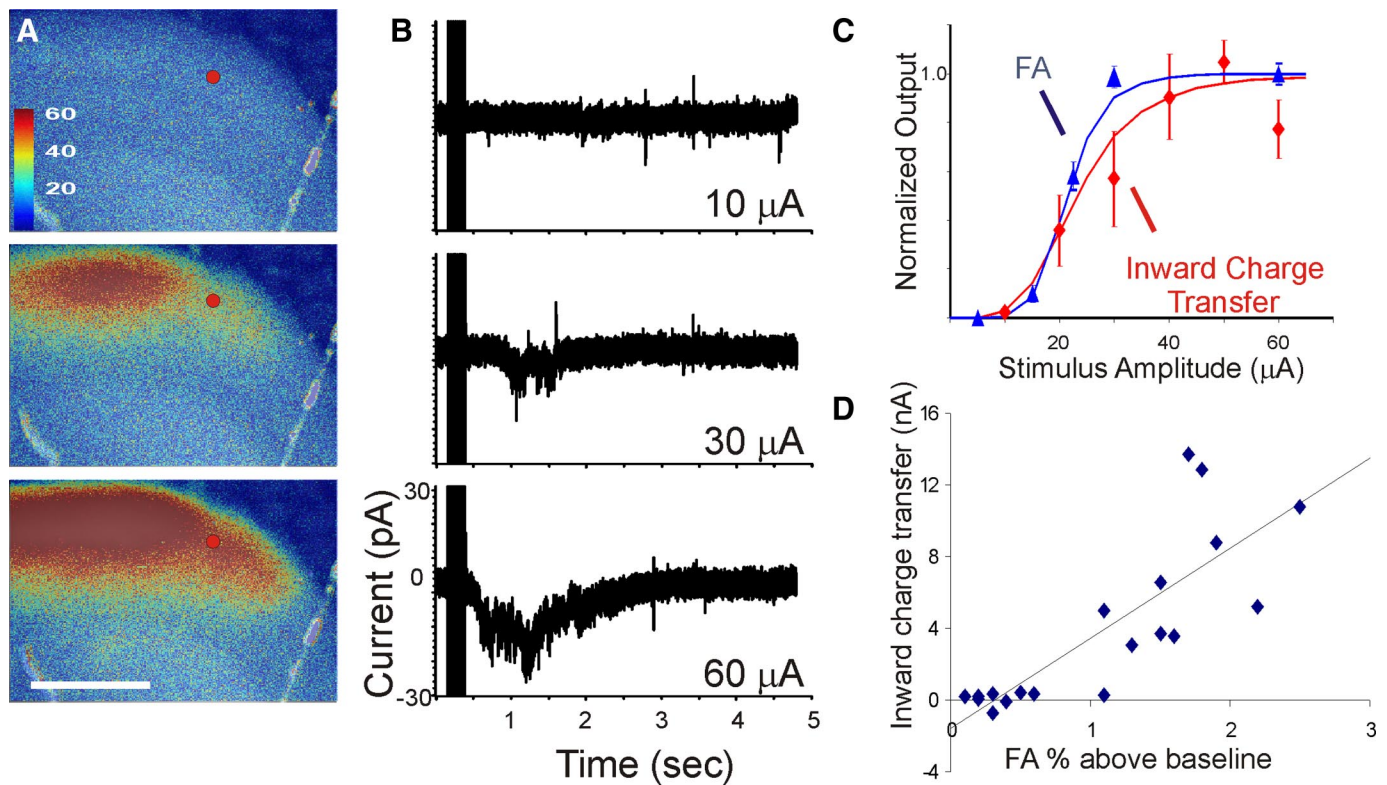 A
60
40
20
B
10 μA
30 μA
30
0
-30
Current (pA)
60 μA
1
2
3
4
5
Time (sec)
C
1.0
Normalized Output
FA
Inward Charge
Transfer
20
40
60
Stimulus Amplitude (μA)
D
Inward charge transfer (nA)
16
12
8
4
0
-4
0
1
2
3
FA % above baseline